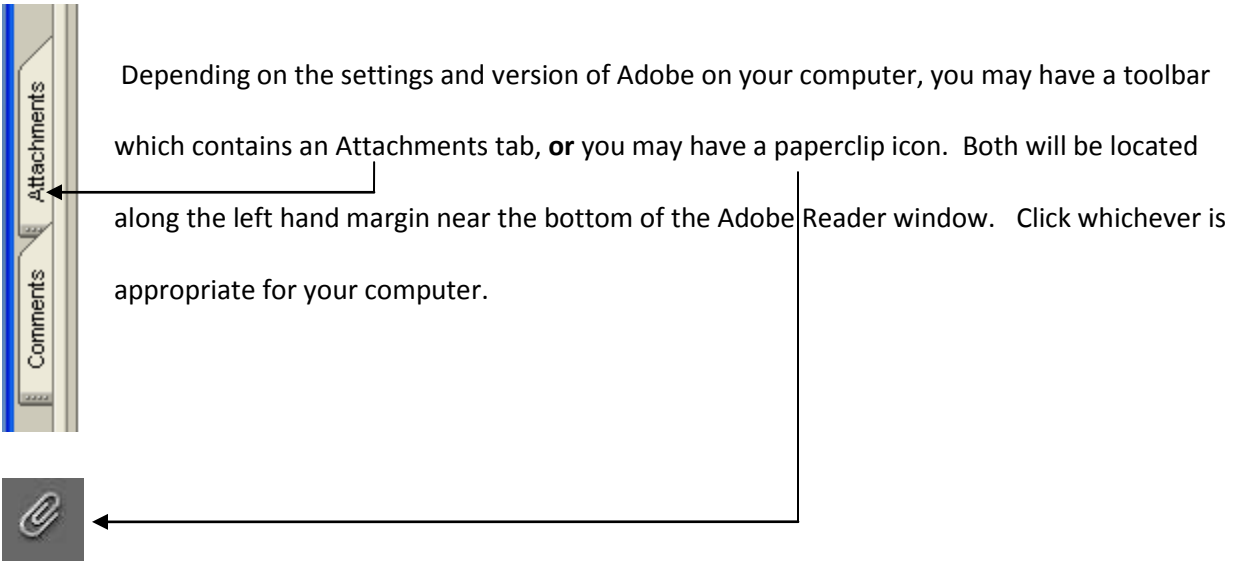 Attachments
Comments
Depending on the settings and version of Adobe on your computer, you may have a toolbar
which contains an Attachments tab, or you may have a paperclip icon.  Both will be located
along the left hand margin near the bottom of the Adobe Reader window.   Click whichever is
appropriate for your computer.